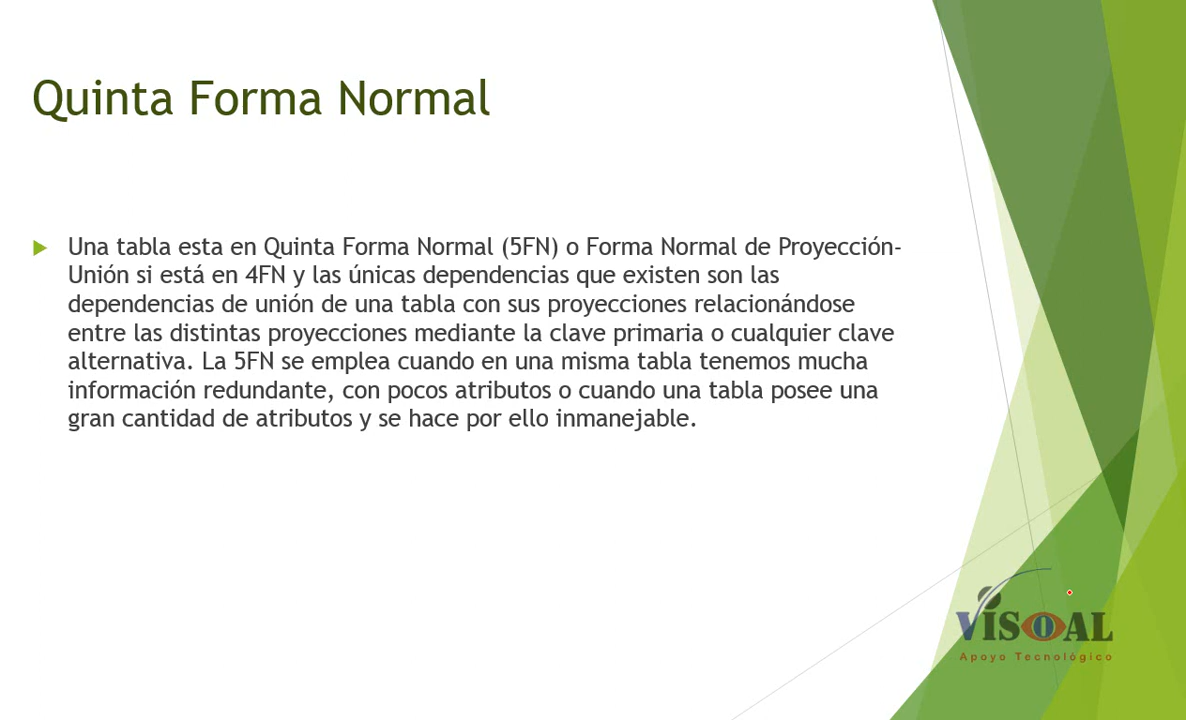 Quinta Forma Normal
Una tabla esta en Quinta Forma Normal (5FN) o Forma Normal de Proyección-
Unión si está en 4FN y las únicas dependencias que existen son las
dependencias de unión de una tabla con sus proyecciones relacionándose
entre las distintas proyecciones mediante la clave primaria o cualquier clave
alternativa. La 5FN se emplea cuando en una misma tabla tenemos mucha
información redundante, con pocos atributos o cuando una tabla posee una
gran cantidad de atributos y se hace por ello inmanejable.
VISOAL
Apoyo Tecnológico